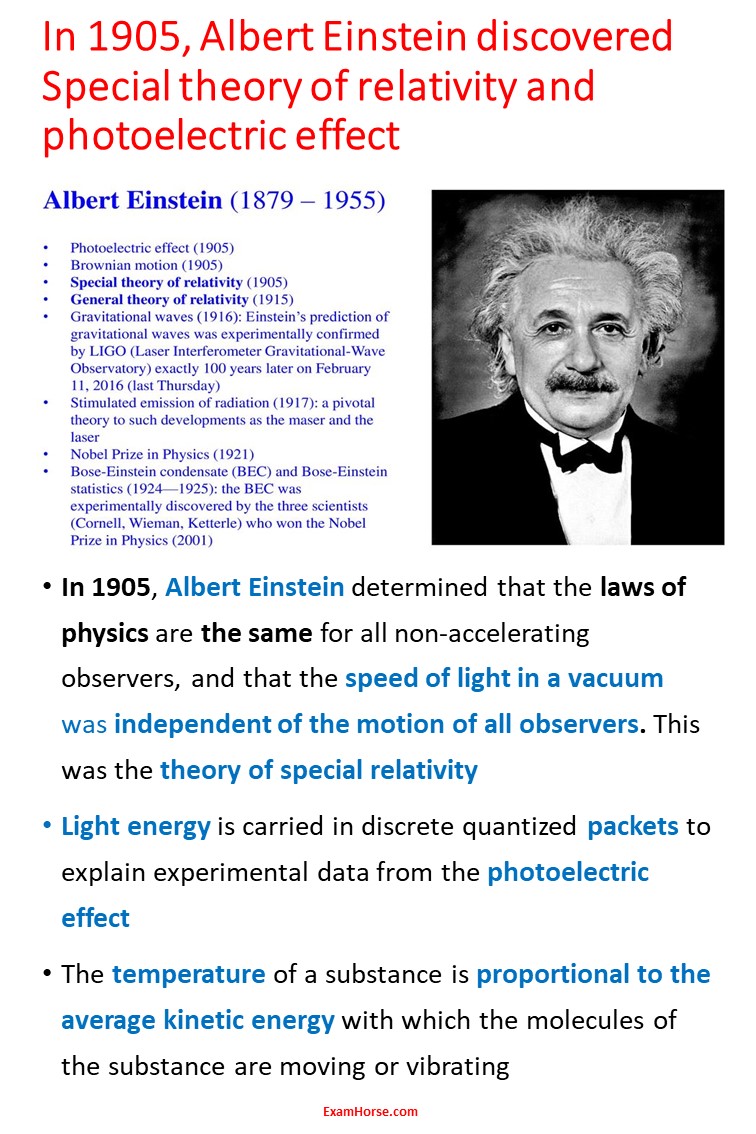 In 1905, Albert Einstein discovered
Special theory of relativity and
photoelectric effect
Albert Einstein (1879 – 1955)
• Photoelectric effect (1905)
• Brownian motion (1905)
• Special theory of relativity (1905)
• General theory of relativity (1915)
• Gravitational waves (1916): Einstein's prediction of
gravitational waves was experimentally confirmed
by LIGO (Laser Interferometer Gravitational-Wave
Observatory) exactly 100 years later on February
11, 2016 (last Thursday)
• Stimulated emission of radiation (1917): a pivotal
theory to such developments as the maser and the
laser
• Nobel Prize in Physics (1921)
• Bose-Einstein condensate (BEC) and Bose-Einstein
statistics (1924—1925): the BEC was
experimentally discovered by the three scientists
(Cornell, Wieman, Ketterle) who won the Nobel
Prize in Physics (2001)
• In 1905, Albert Einstein determined that the laws of
physics are the same for all non-accelerating
observers, and that the speed of light in a vacuum
was independent of the motion of all observers. This
was the theory of special relativity
• Light energy is carried in discrete quantized packets to
explain experimental data from the photoelectric
effect
• The temperature of a substance is proportional to the
average kinetic energy with which the molecules of
the substance are moving or vibrating
ExamHorse.com